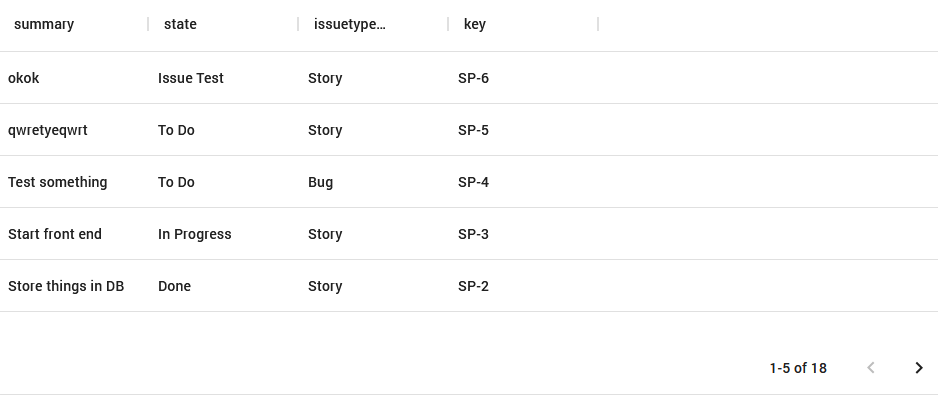 summary state issuetype… key
okok Issue Test Story SP-6
qwretyeqwrt To Do Story SP-5
Test something To Do Bug SP-4
Start front end In Progress Story SP-3
Store things in DB Done Story SP-2
1-5 of 18